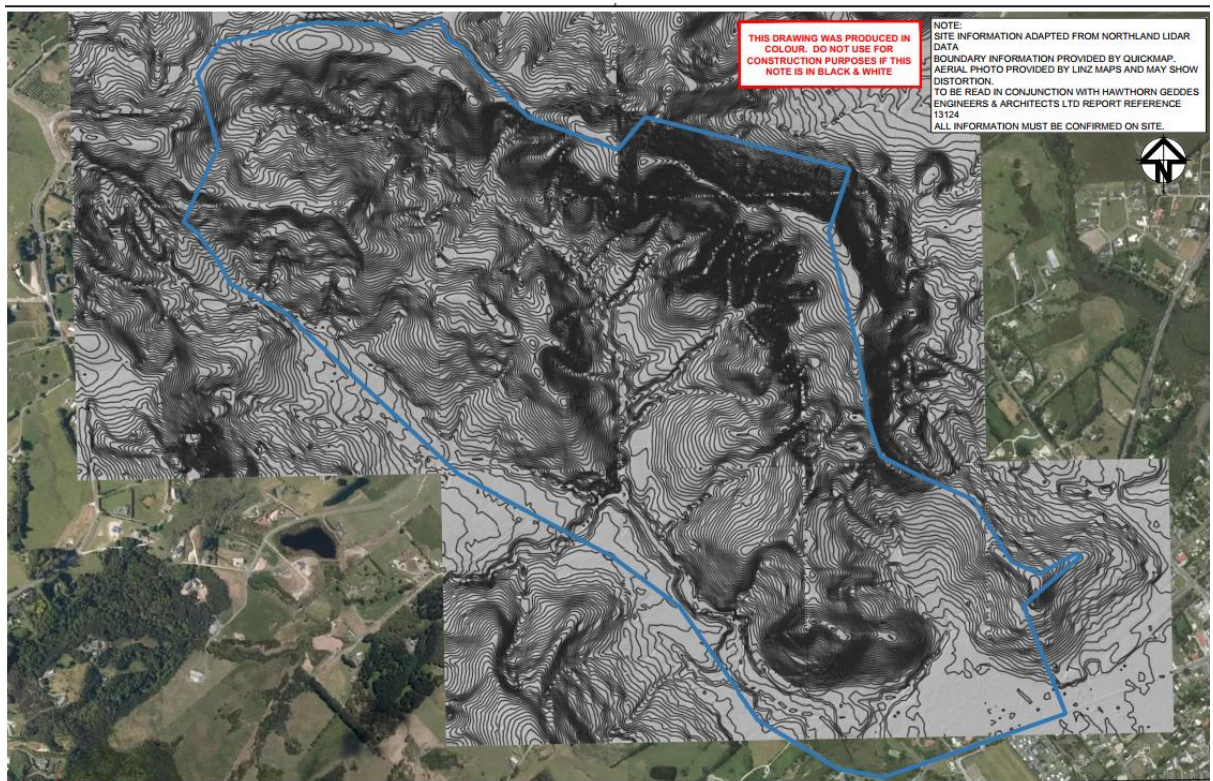 THIS DRAWING WAS PRODUCED IN
COLOUR. DO NOT USE FOR
CONSTRUCTION PURPOSES IF THIS
NOTE IS IN BLACK & WHITE
NOTE:
SITE INFORMATION ADAPTED FROM NORTHLAND LIDAR
DATA
BOUNDARY INFORMATION PROVIDED BY QUICKMAP.
AERIAL PHOTO PROVIDED BY LINZ MAPS AND MAY SHOW
DISTORTION.
TO BE READ IN CONJUNCTION WITH HAWTHORN GEDDES
ENGINEERS & ARCHITECTS LTD REPORT REFERENCE
13124
ALL INFORMATION MUST BE CONFIRMED ON SITE.
N